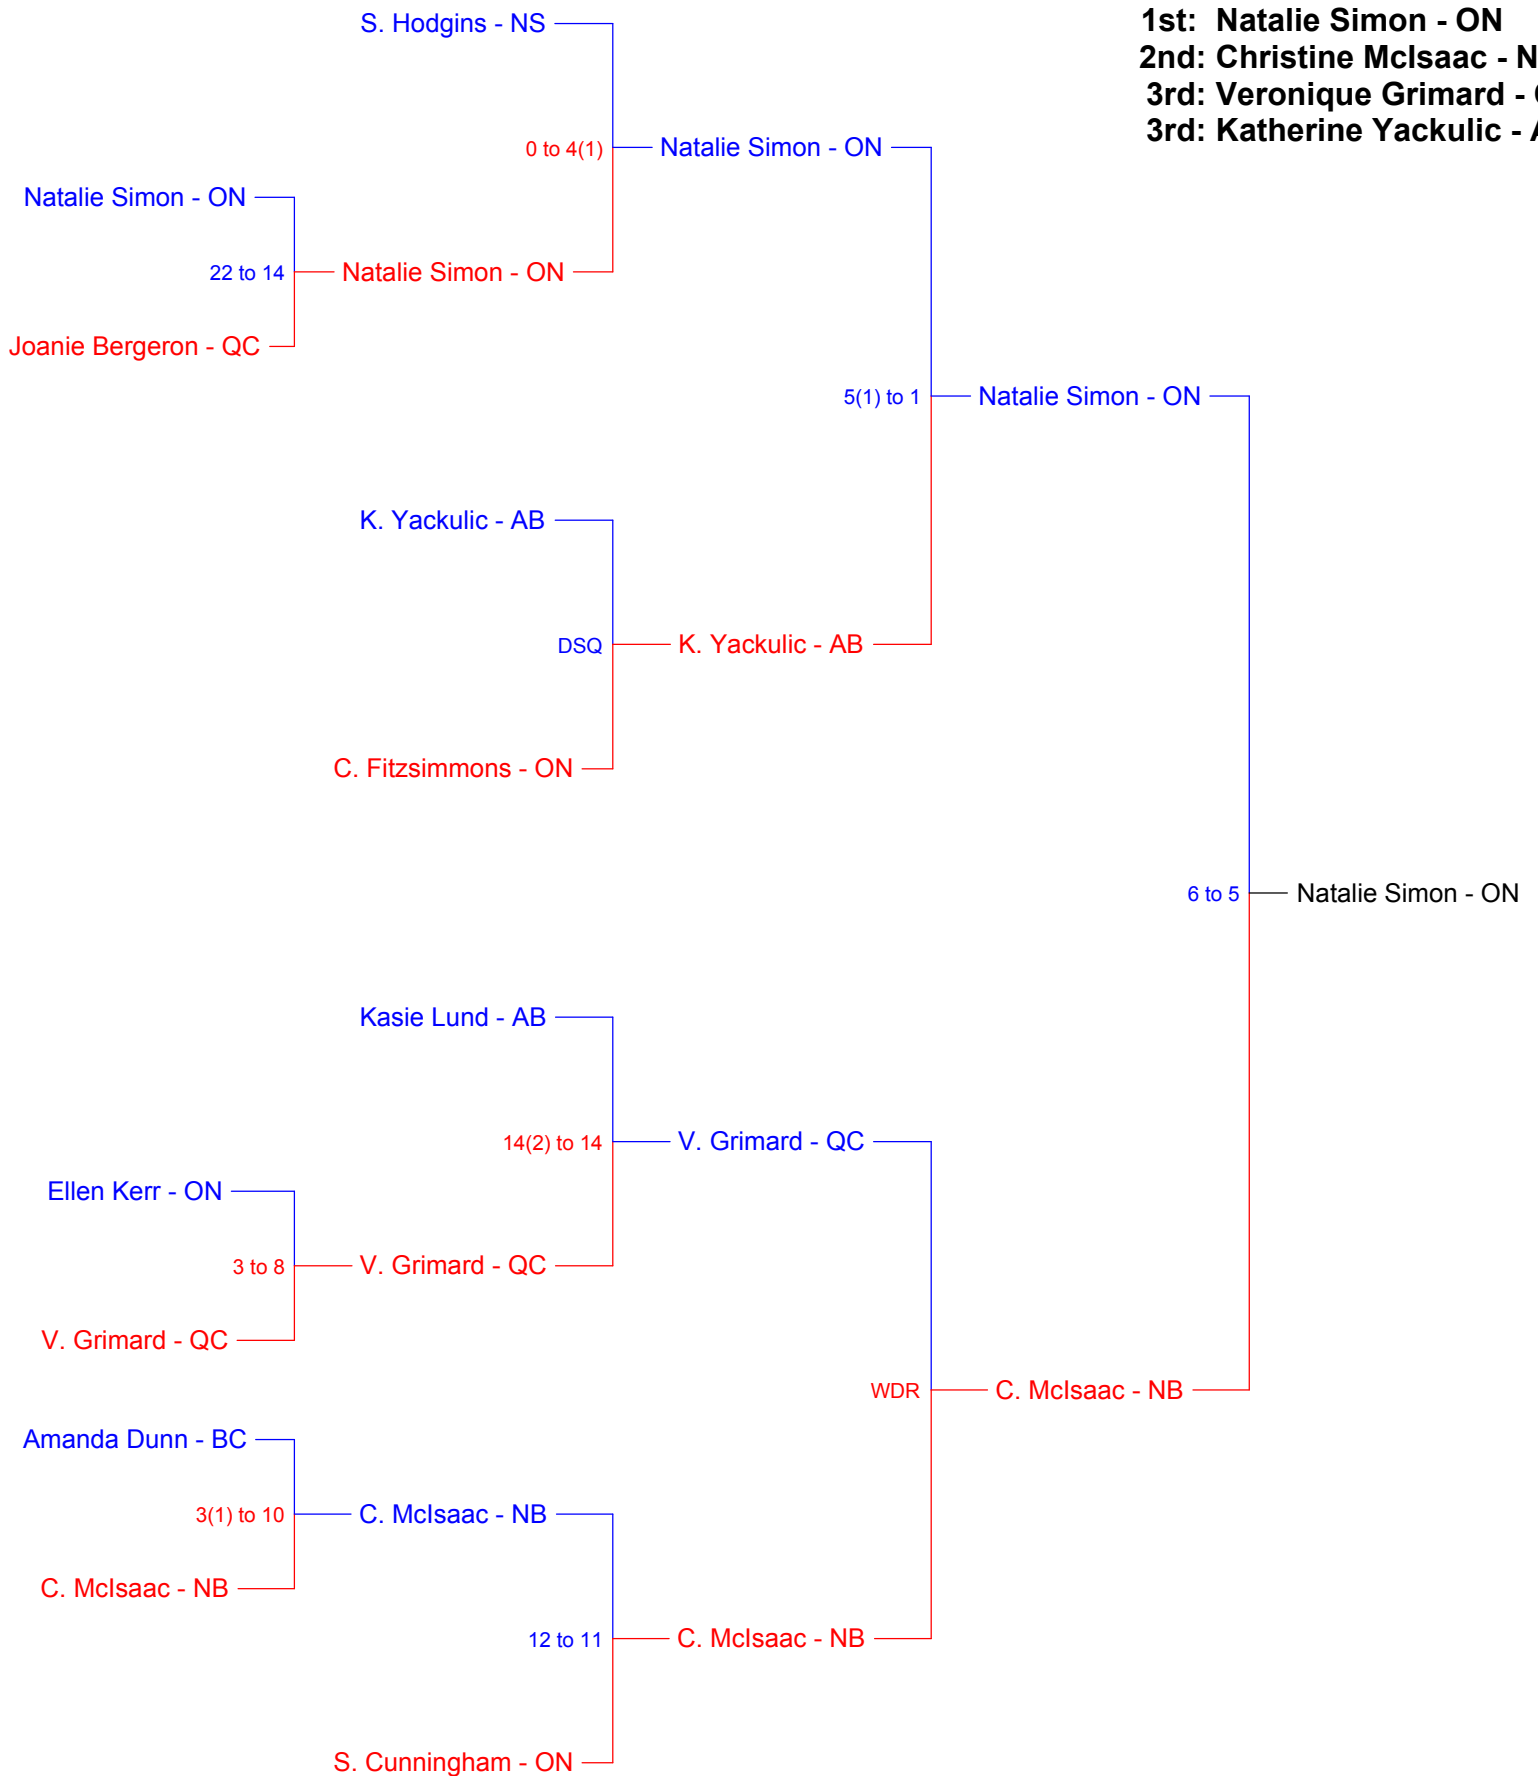 S. Hodgins - NS
1st: Natalie Simon - ON
2nd: Christine McIsaac - N
3rd: Veronique Grimard -
3rd: Katherine Yackulic - A
0 to 4(1)
Natalie Simon - ON
Natalie Simon - ON
22 to 14
Natalie Simon - ON
Joanie Bergeron - QC
5(1) to 1
Natalie Simon - ON
K. Yackulic - AB
DSQ
K. Yackulic - AB
C. Fitzsimmons - ON
6 to 5
Natalie Simon - ON
Kasie Lund - AB
14(2) to 14
V. Grimard - QC
Ellen Kerr - ON
3 to 8
V. Grimard - QC
V. Grimard - QC
WDR
C. McIsaac - NB
Amanda Dunn - BC
3(1) to 10
C. McIsaac - NB
C. McIsaac - NB
12 to 11
C. McIsaac - NB
S. Cunningham - ON